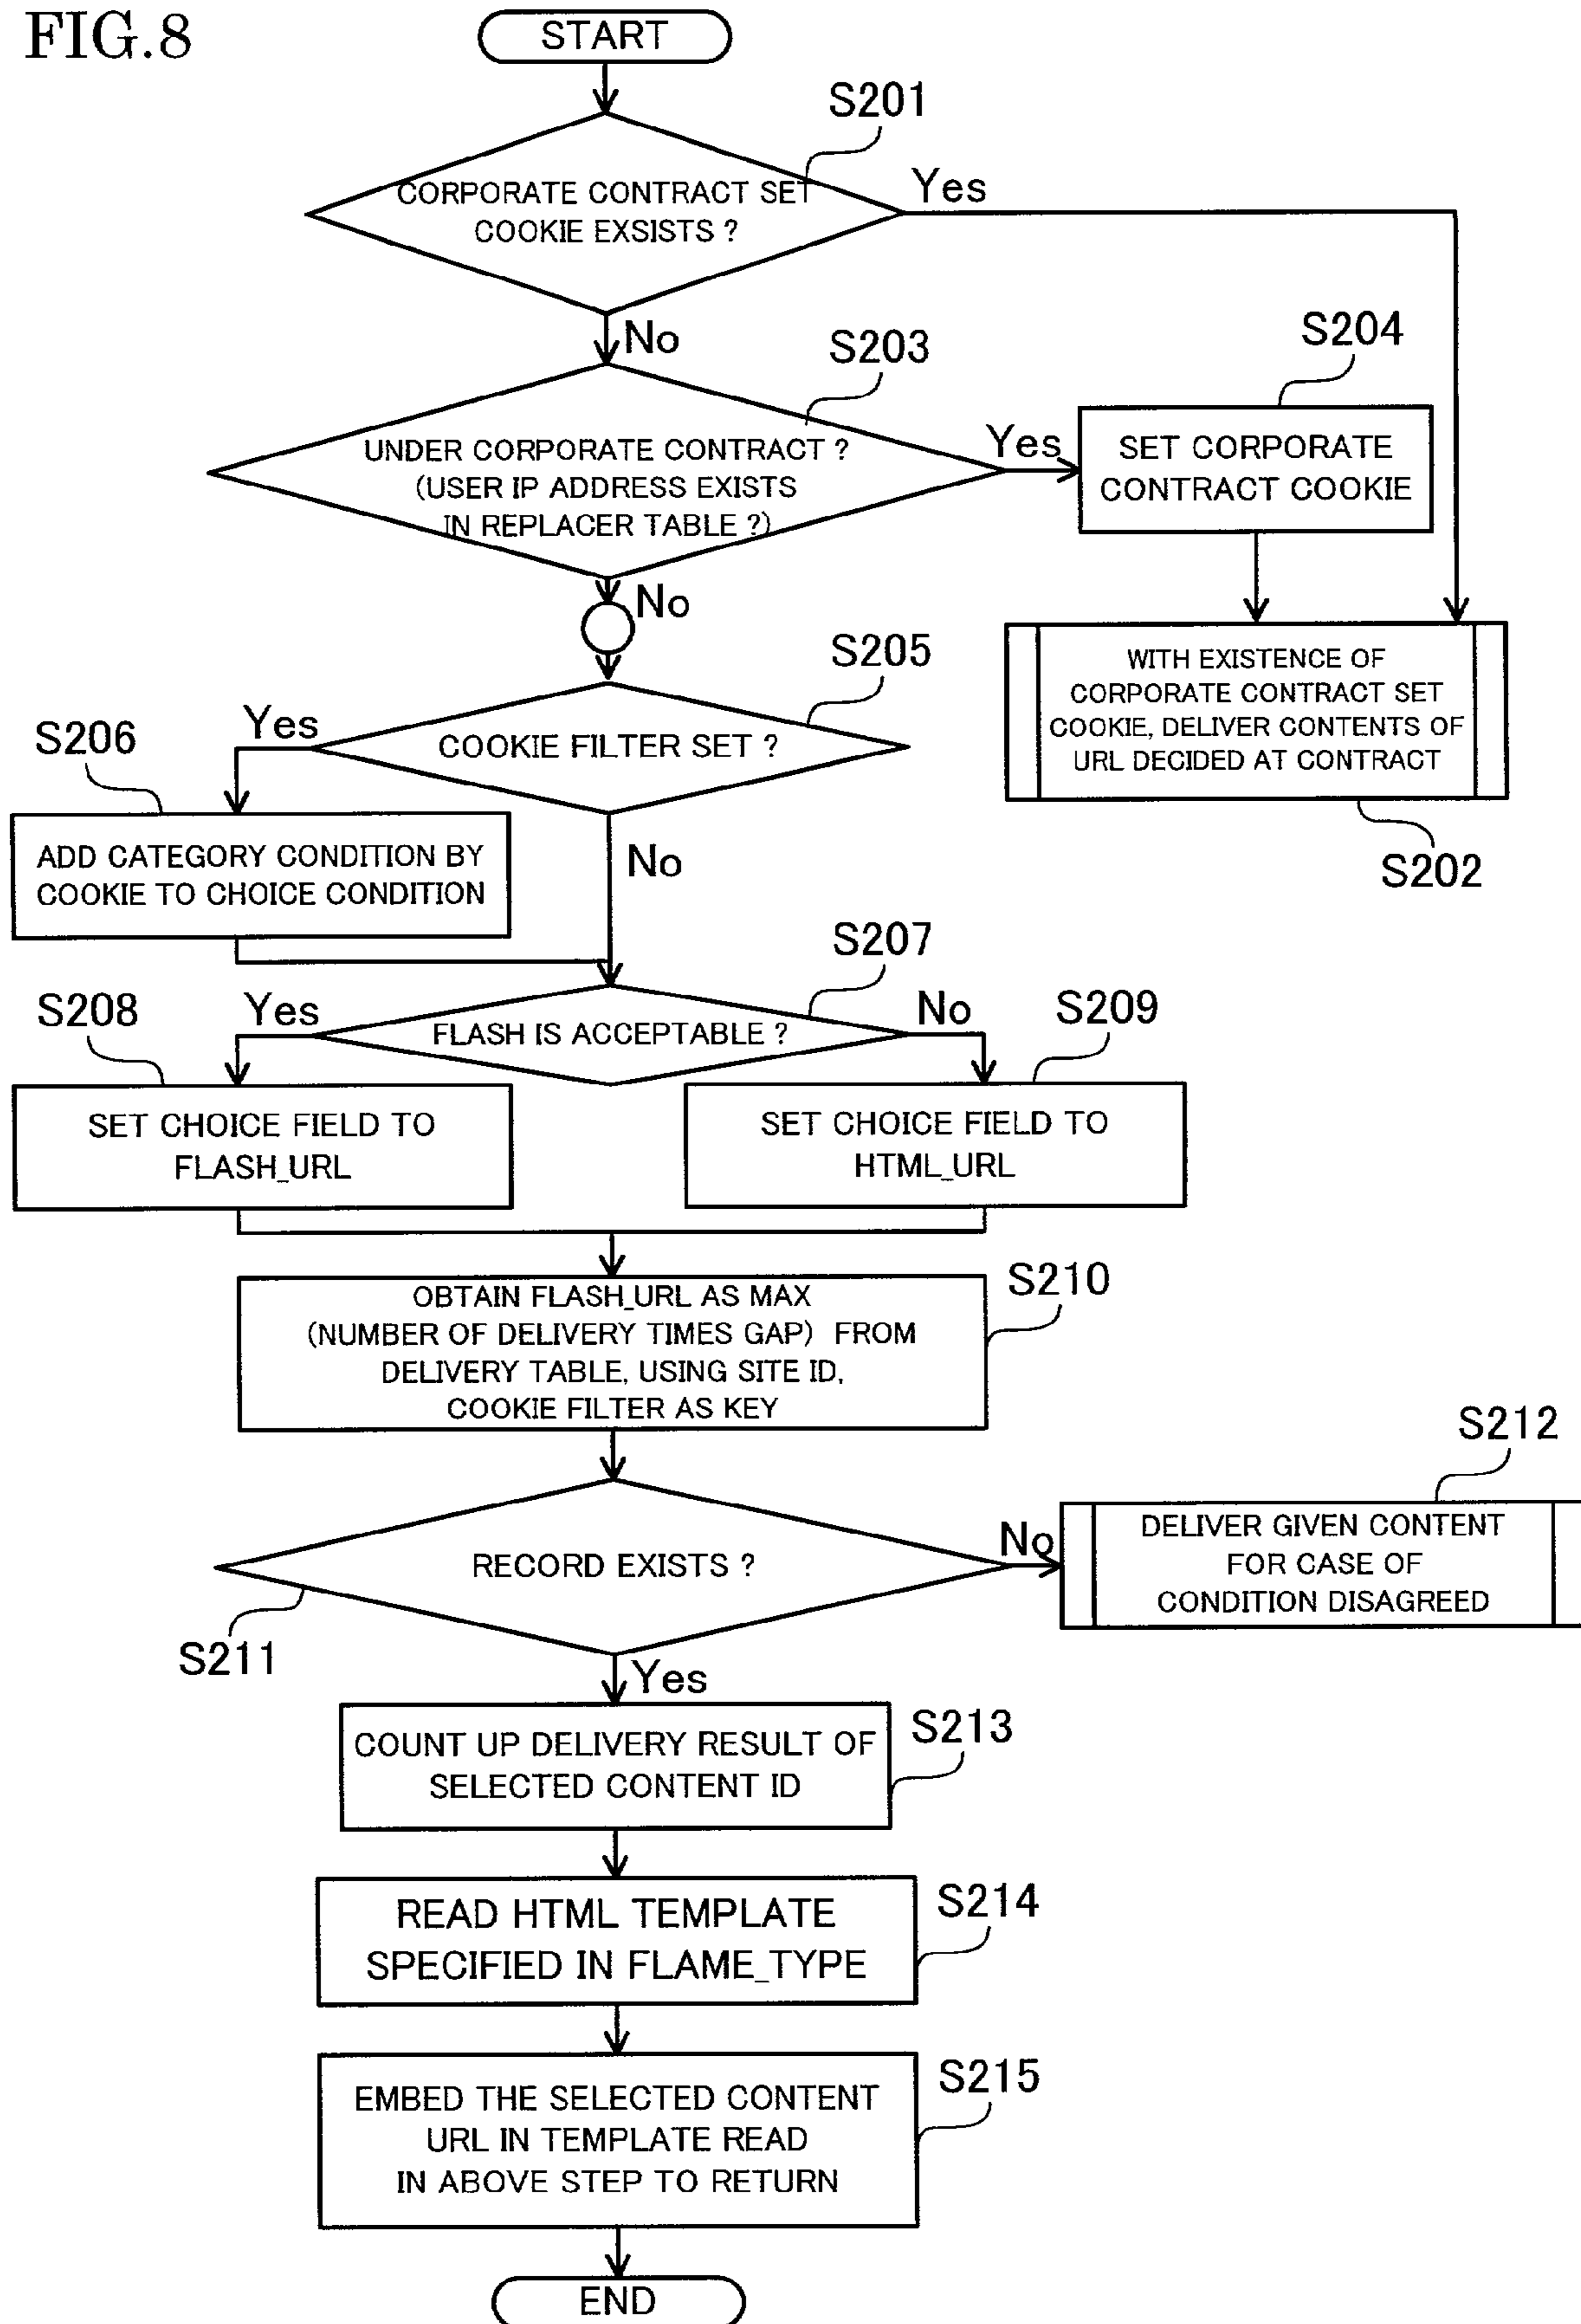 FIG.8
START
S201
CORPORATE CONTRACT SET
COOKIE EXSISTS ?
Yes
No
S203
S204
UNDER CORPORATE CONTRACT ?
(USER IP ADDRESS EXISTS
IN REPLACER TABLE ?)
Yes
SET CORPORATE
CONTRACT COOKIE
No
S205
WITH EXISTENCE OF
CORPORATE CONTRACT SET
COOKIE, DELIVER CONTENTS OF
URL DECIDED AT CONTRACT
S202
COOKIE FILTER SET ?
Yes
S206
ADD CATEGORY CONDITION BY
COOKIE TO CHOICE CONDITION
No
S207
FLASH IS ACCEPTABLE ?
Yes
S208
No
S209
SET CHOICE FIELD TO
FLASH_URL
SET CHOICE FIELD TO
HTML_URL
S210
OBTAIN FLASH_URL AS MAX
(NUMBER OF DELIVERY TIMES GAP) FROM
DELIVERY TABLE, USING SITE ID,
COOKIE FILTER AS KEY
S212
RECORD EXISTS ?
No
DELIVER GIVEN CONTENT
FOR CASE OF
CONDITION DISAGREED
S211
Yes
S213
COUNT UP DELIVERY RESULT OF
SELECTED CONTENT ID
S214
READ HTML TEMPLATE
SPECIFIED IN FLAME_TYPE
S215
EMBED THE SELECTED CONTENT
URL IN TEMPLATE READ
IN ABOVE STEP TO RETURN
END